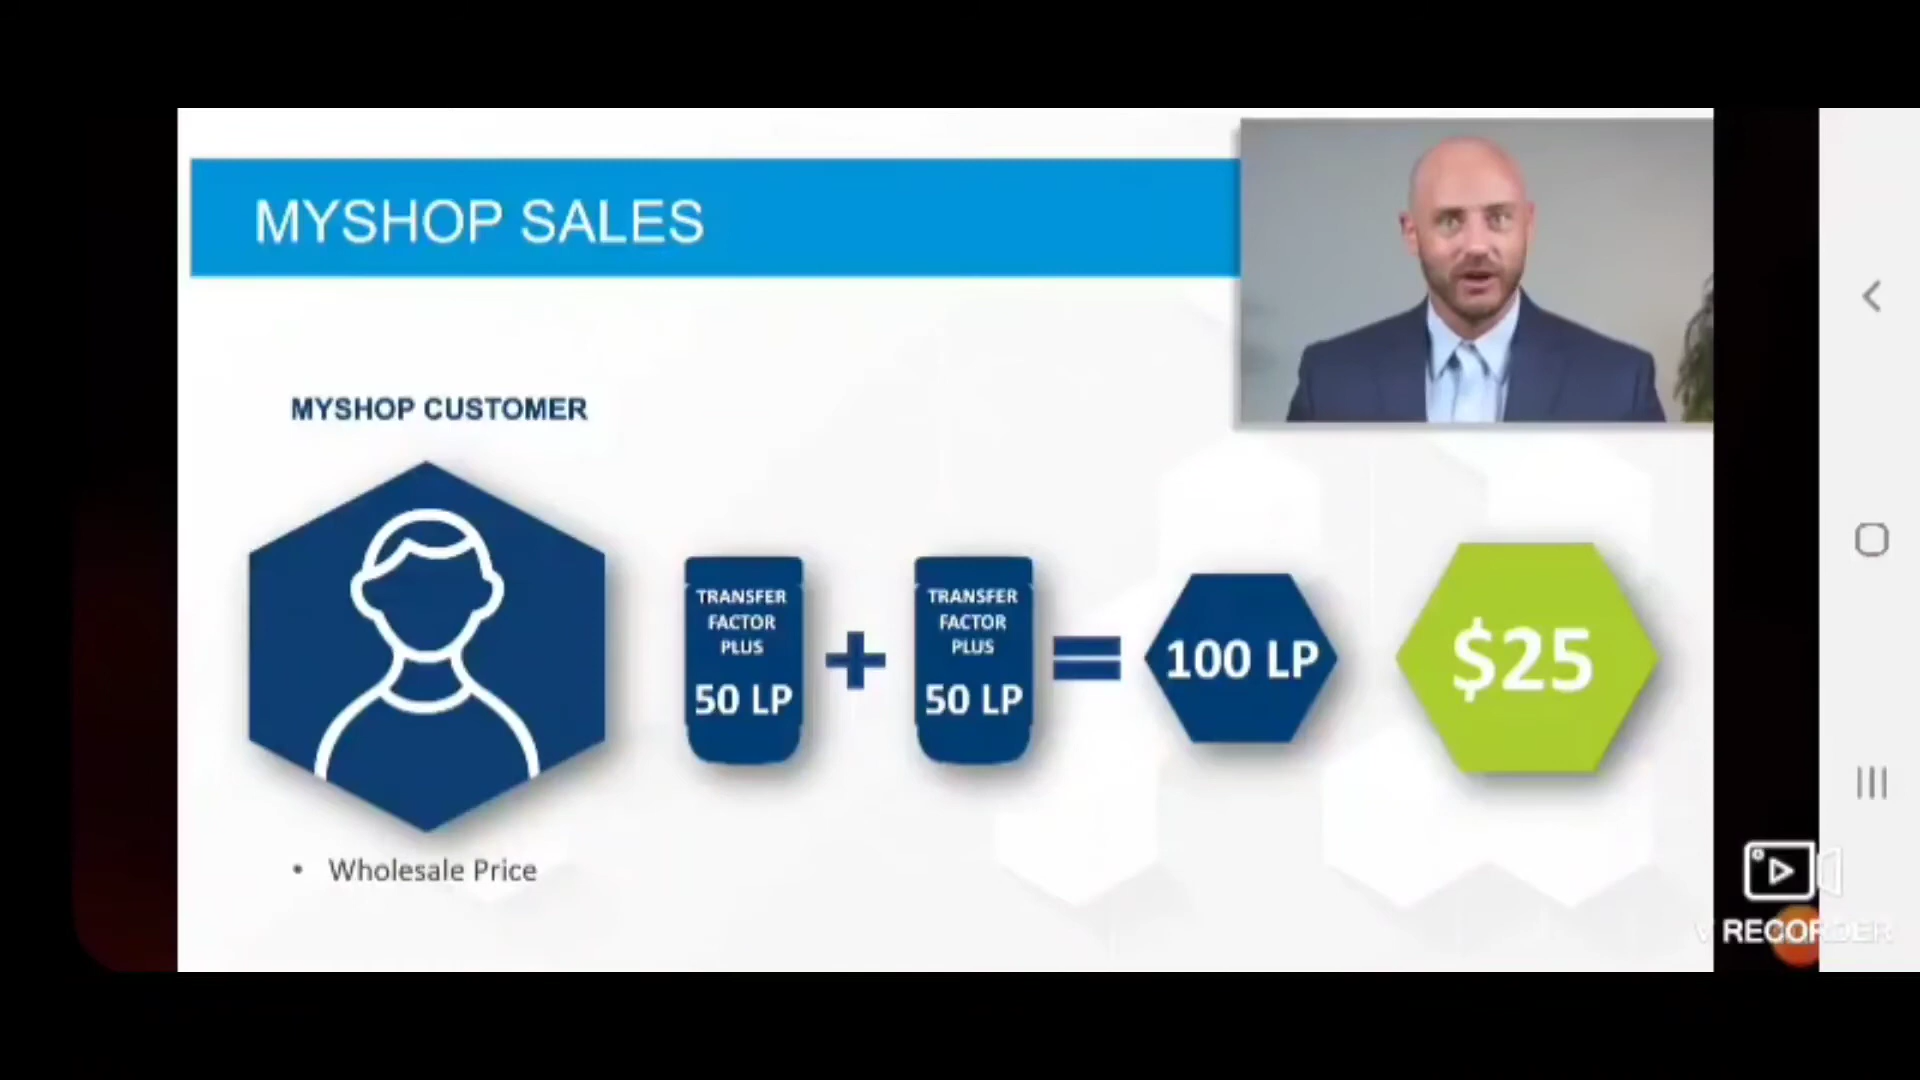 MYSHOP SALES
MYSHOP CUSTOMER
TRANSFER
FACTOR
PLUS
50 LP
TRANSFER
FACTOR
PLUS
50 LP
100 LP
$25
• Wholesale Price
V RECORDER